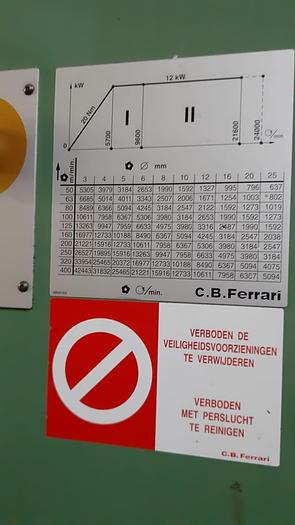 kW
12 kW
20 Nm
I
II
0
5700
9600
21600
24000
1/min.
Ø mm
m/min.
3 4 5 6 8 10 12 16 20 25
50 5305 3979 3184 2653 1990 1592 1327 995 796 637
63 6685 5014 4011 3343 2507 2006 1671 1254 1003 802
80 8489 6366 5093 4245 3184 2547 2122 1592 1273 1019
100 10611 7958 6367 5306 3980 3184 2653 1990 1592 1273
125 13263 9947 7959 6633 4975 3980 3316 2487 1990 1592
160 16977 12733 10188 8490 6367 5094 4245 3184 2547 2038
200 21221 15916 12733 10611 7958 6367 5306 3980 3184 2547
250 19894 15916 13263 9947 7958 6633 4975 3980 3184
320 33954 25465 20372 16977 12733 10188 8490 6367 5094 4075
400 42443 31832 25465 21221 15916 12733 10611 7958 6367 5094
1/min.
C.B.Ferrari
VERBODEN DE
VEILIGHEIDSVOORZIENINGEN
TE VERWIJDEREN
VERBODEN
MET PERSLUCHT
TE REINIGEN
C.B.Ferrari